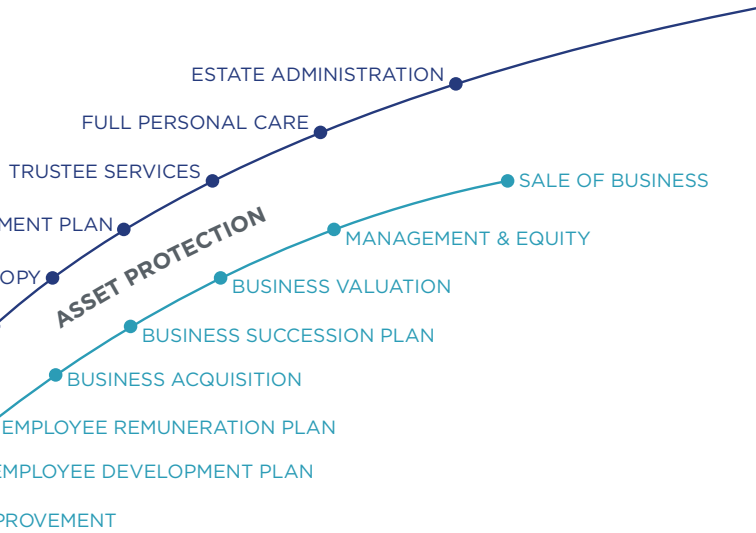 ESTATE ADMINISTRATION
FULL PERSONAL CARE
TRUSTEE SERVICES
SALE OF BUSINESS
MENT PLAN
ASSET PROTECTION
MANAGEMENT & EQUITY
OPY
BUSINESS VALUATION
BUSINESS SUCCESSION PLAN
BUSINESS ACQUISITION
EMPLOYEE REMUNERATION PLAN
EMPLOYEE DEVELOPMENT PLAN
PROVEMENT